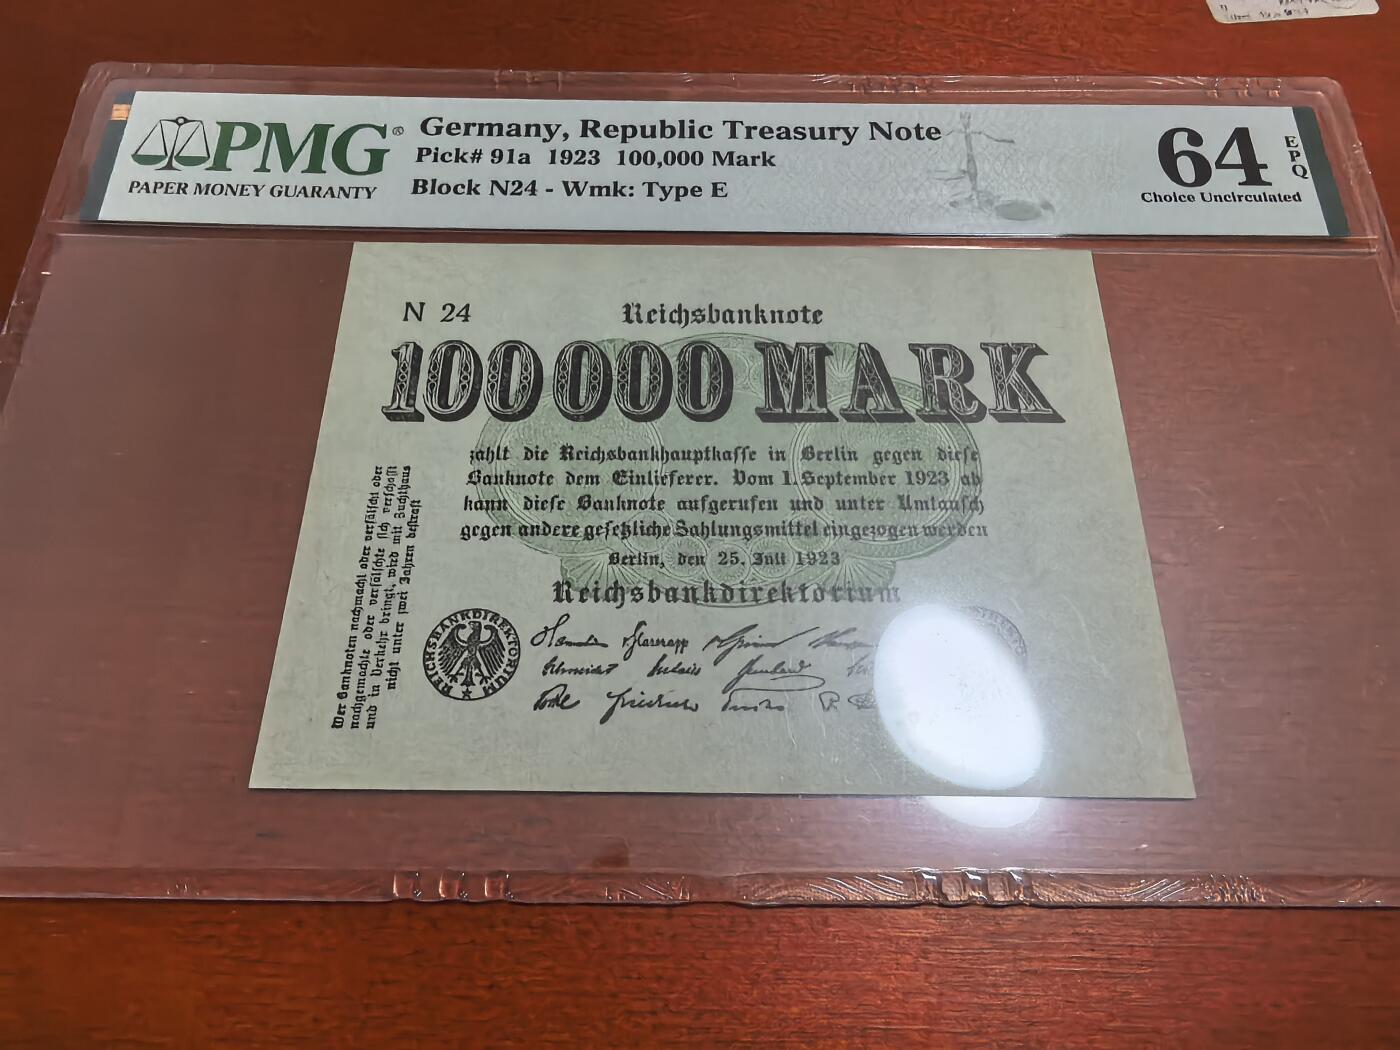 PMG®
PAPER MONEY GUARANTY
Germany, Republic Treasury Note
Pick# 91a 1923 100,000 Mark
Block N24 - Wmk: Type E
64
EPQ
Choice Uncirculated
N 24
Reichsbanknote
100000 MARK
zahlt die Reichsbankhauptkasse in Berlin gegen diese
Banknote dem Einlieferer. Vom 1. September 1923 ab
kann diese Banknote aufgerufen und unter Umtausch
gegen andere gesetzliche Zahlungsmittel eingezogen werden
Berlin, den 25. Juli 1923
Reichsbankdirektorium
REICHSBANKDIREKTORIUM
Wer Banknoten nachmacht oder verfälscht oder
nachgemachte oder verfälschte sich verschafft
und in Verkehr bringt, wird mit Zuchthaus
nicht unter zwei Jahren bestraft